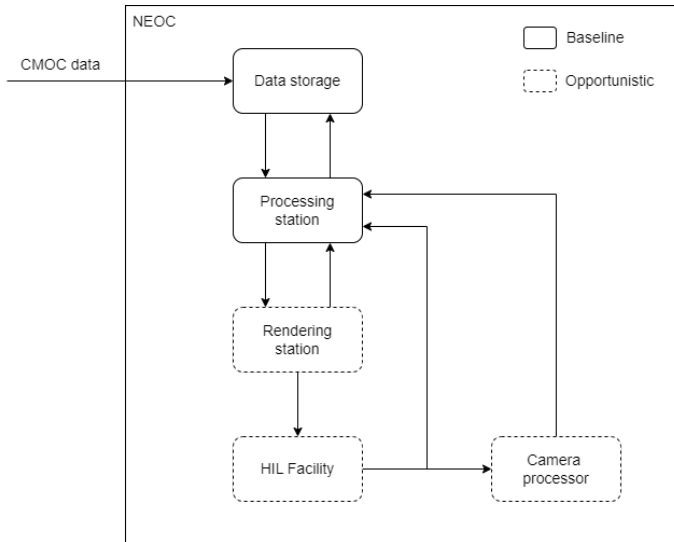 NEOC
Baseline
CMOC data
Data storage
Opportunistic
Processing
station
Rendering
station
HIL Facility
Camera
processor